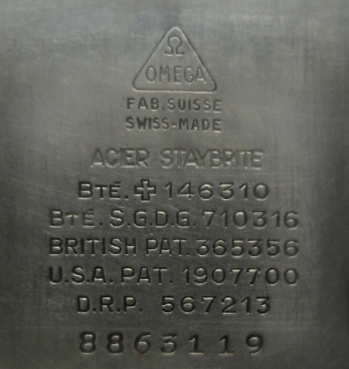 Ω
OMEGA
FAB. SUISSE
SWISS-MADE
ACIER STAYBRITE
BTÉ. ✚ 146310
BTÉ. S.G.D.G. 710316
BRITISH PAT. 365356
U.S.A. PAT. 1907700
D.R.P. 567213
8863119